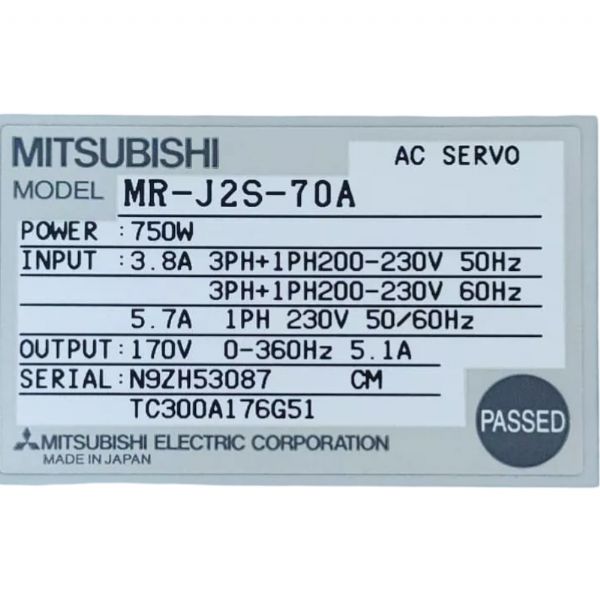 MITSUBISHI AC SERVO
MODEL MR-J2S-70A
POWER : 750W
INPUT : 3.8A 3PH+1PH200-230V 50Hz
3PH+1PH200-230V 60Hz
5.7A 1PH 230V 50/60Hz
OUTPUT : 170V 0-360Hz 5.1A
SERIAL : N9ZH53087 CM
TC300A176G51
PASSED
MITSUBISHI ELECTRIC CORPORATION
MADE IN JAPAN